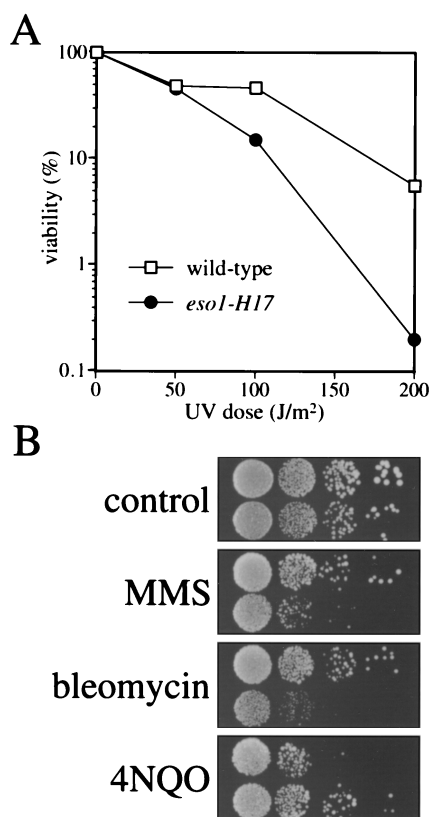 A
100
10
1
0.1
viability (%)
wild-type
eso1-H17
0 50 100 150 200
UV dose (J/m²)
B
control
MMS
bleomycin
4NQO